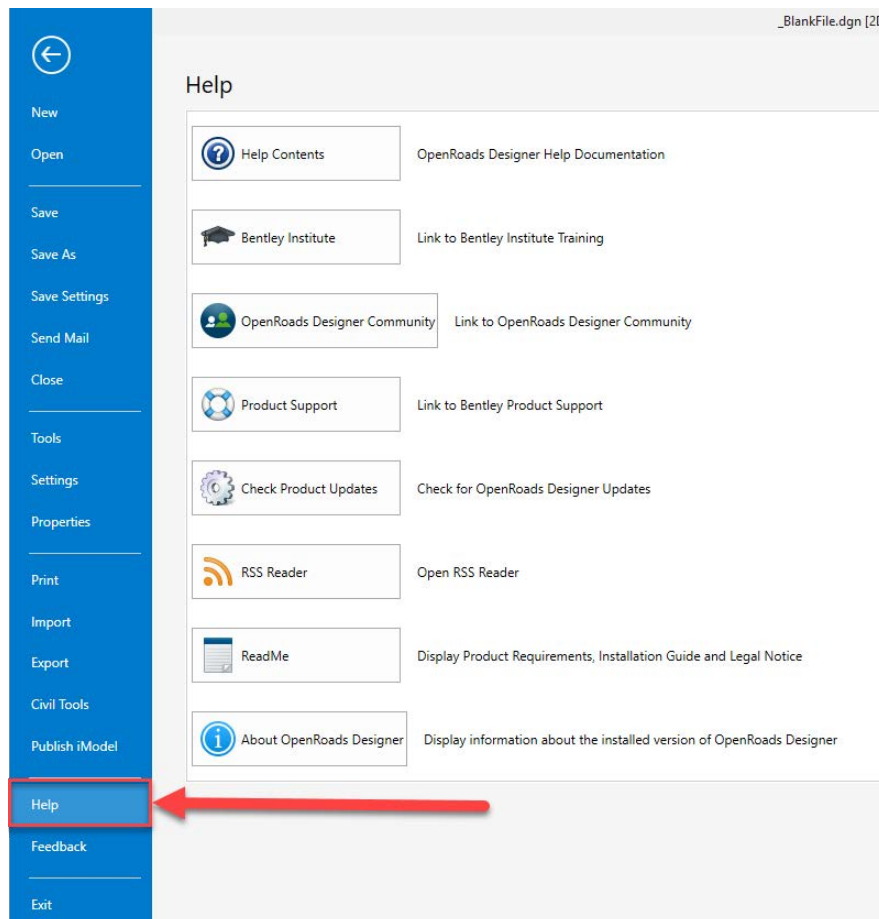 _BlankFile.dgn [2D
Help
New
Open
Save
Save As
Save Settings
Send Mail
Close
Tools
Settings
Properties
Print
Import
Export
Civil Tools
Publish iModel
Help
Feedback
Exit
Help Contents OpenRoads Designer Help Documentation
Bentley Institute Link to Bentley Institute Training
OpenRoads Designer Community Link to OpenRoads Designer Community
Product Support Link to Bentley Product Support
Check Product Updates Check for OpenRoads Designer Updates
RSS Reader Open RSS Reader
ReadMe Display Product Requirements, Installation Guide and Legal Notice
About OpenRoads Designer Display information about the installed version of OpenRoads Designer